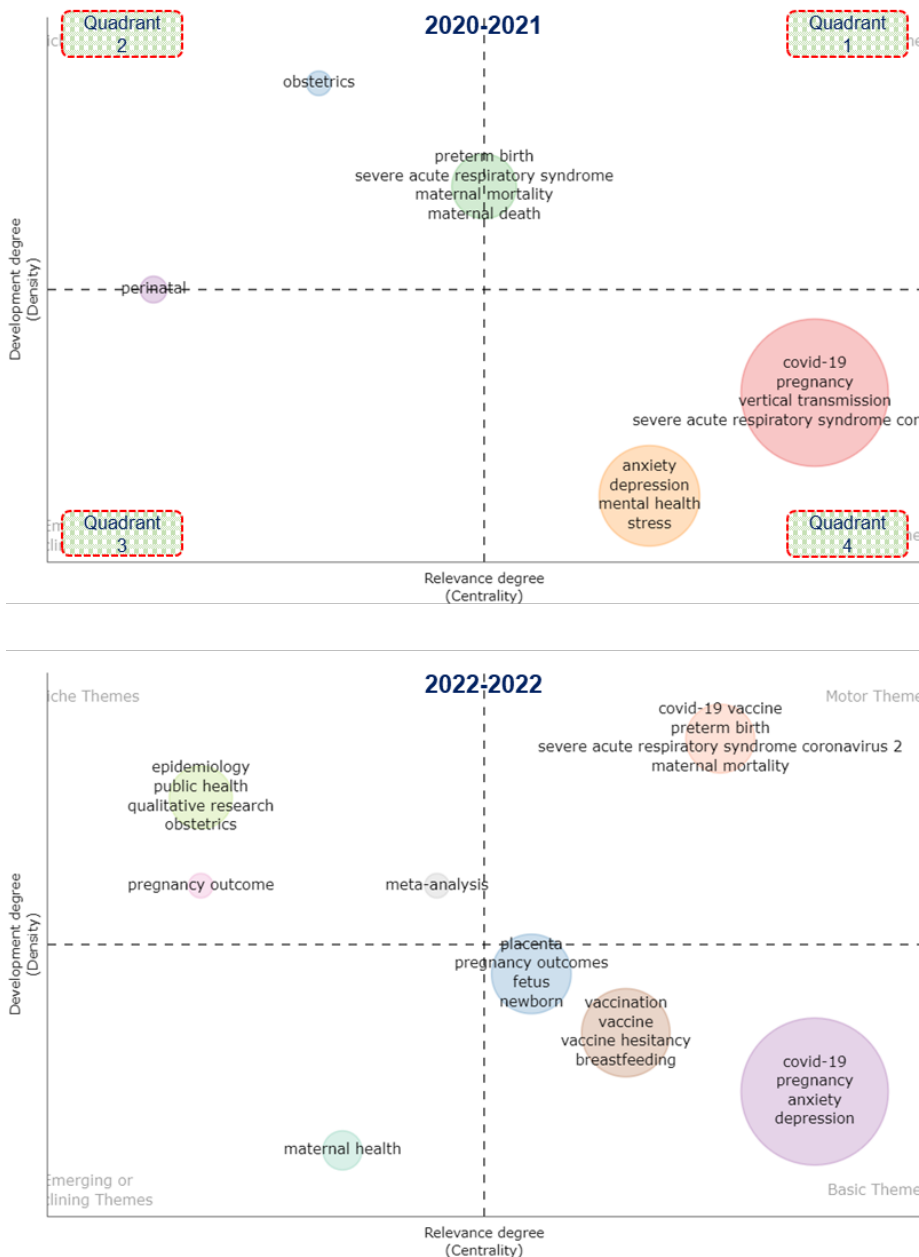 Quadrant
2
2020-2021
Quadrant
1
obstetrics
preterm birth
severe acute respiratory syndrome
maternal mortality
maternal death
perinatal
Development degree
(Density)
covid-19
pregnancy
vertical transmission
severe acute respiratory syndrome cor
anxiety
depression
mental health
stress
Quadrant
3
Quadrant
4
Relevance degree
(Centrality)
2022-2022
iche Themes
Motor Theme
covid-19 vaccine
preterm birth
severe acute respiratory syndrome coronavirus 2
maternal mortality
epidemiology
public health
qualitative research
obstetrics
pregnancy outcome
meta-analysis
Development degree
(Density)
placenta
pregnancy outcomes
fetus
newborn
vaccination
vaccine
vaccine hesitancy
breastfeeding
covid-19
pregnancy
anxiety
depression
maternal health
Emerging or
clining Themes
Basic Theme
Relevance degree
(Centrality)